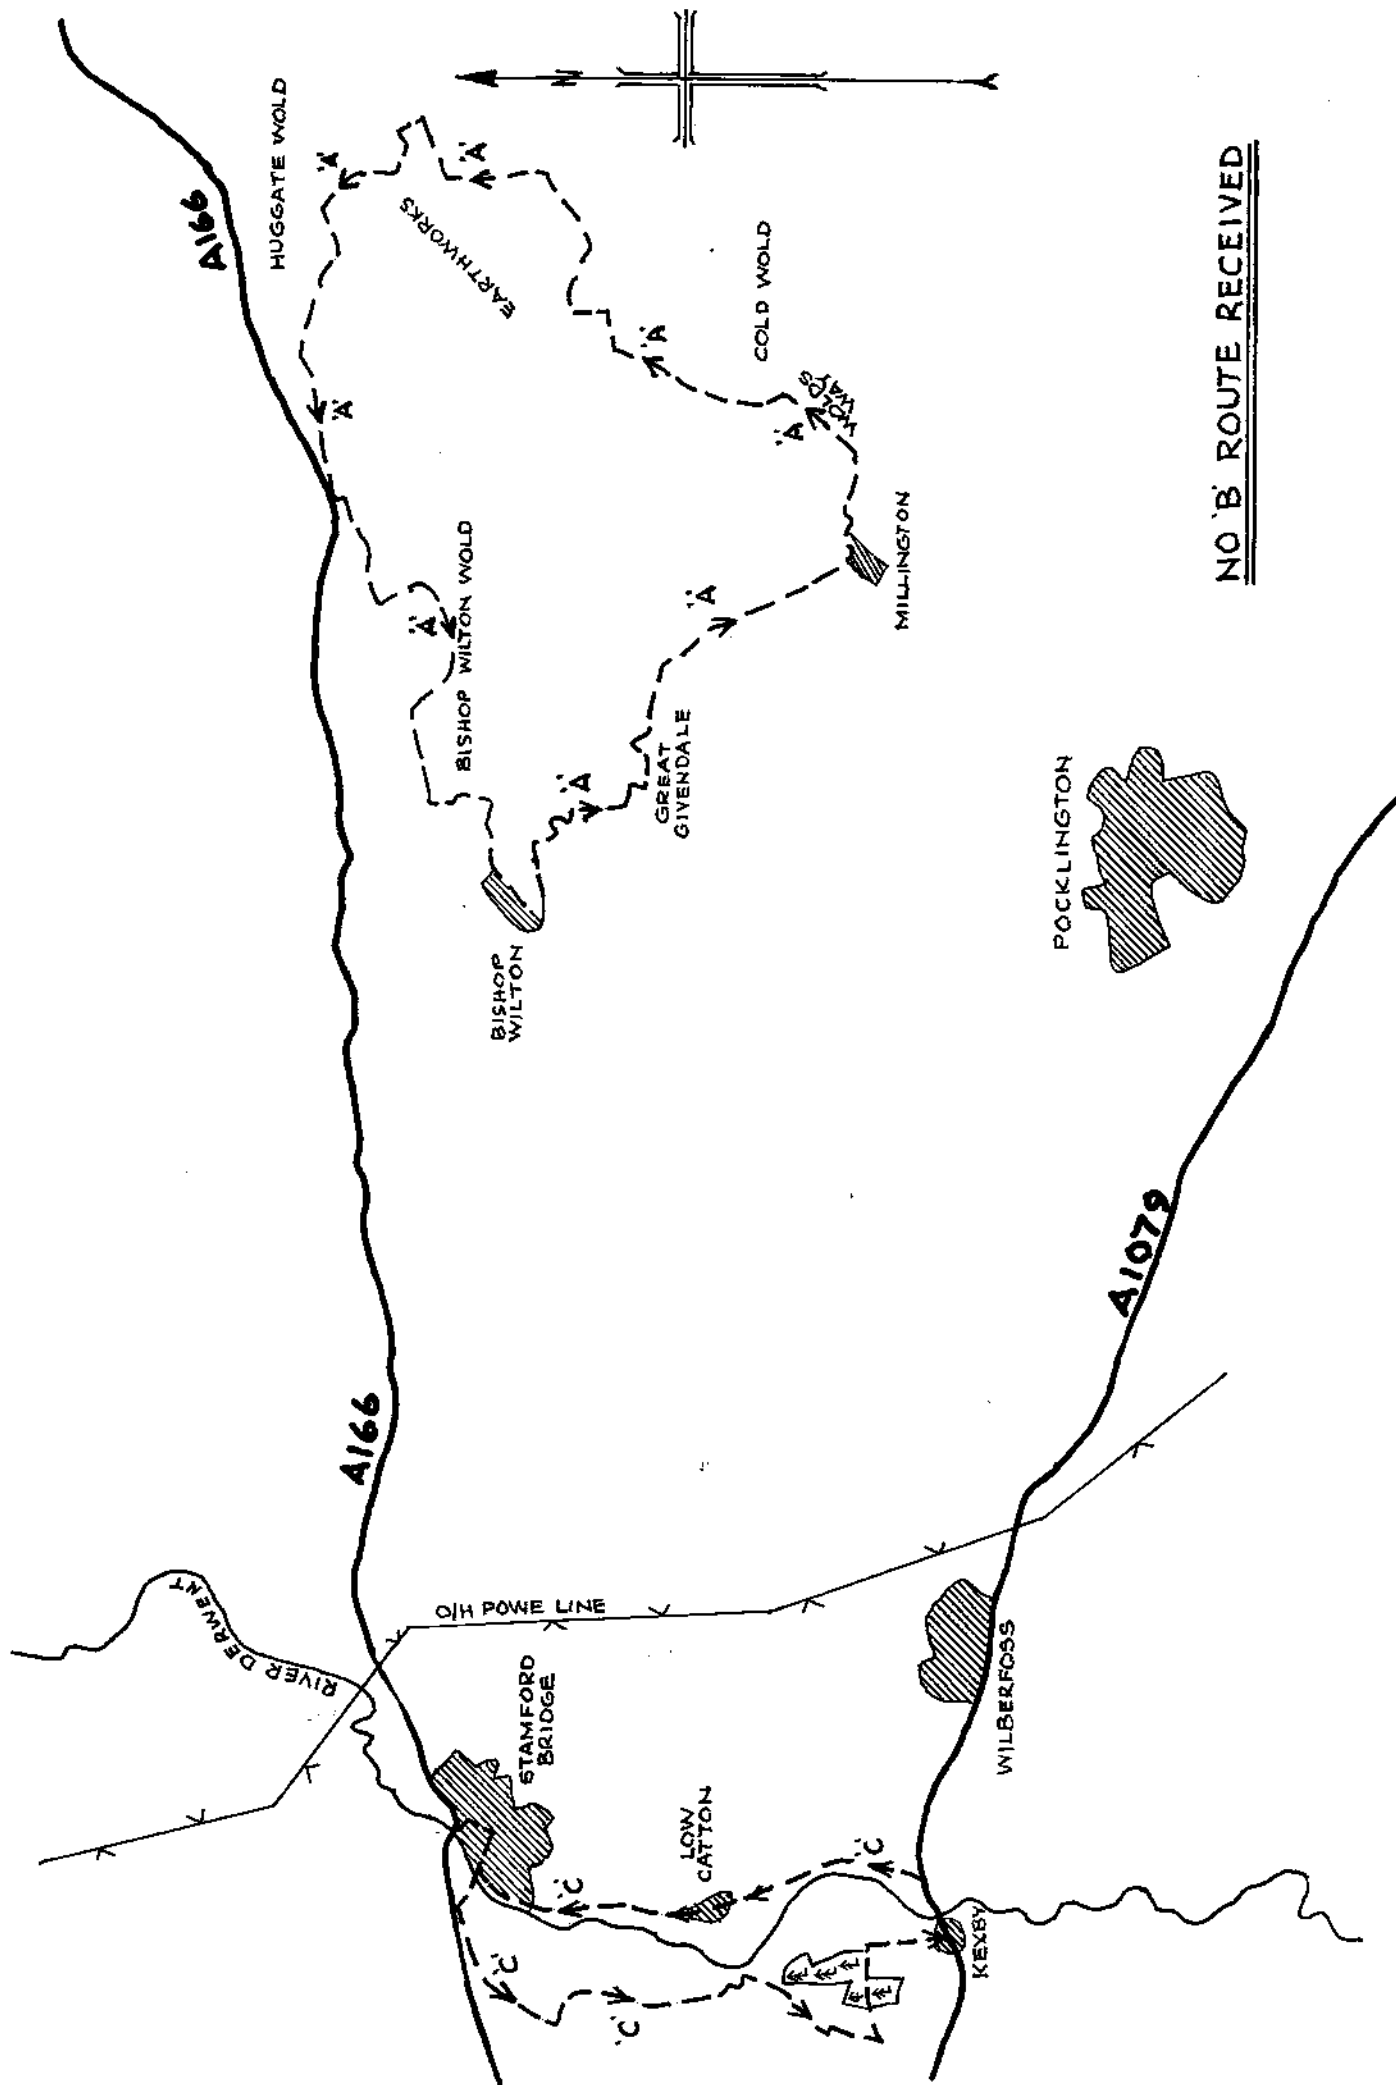 A166
HUGGATE WOLD
N
'A'
'A'
EARTHWORKS
'A'
COLD WOLD
'A'
'A'
WOLDS
WAY
BISHOP WILTON WOLD
'A'
MILLINGTON
'A'
'A'
GREAT
GIVENDALE
BISHOP
WILTON
POCKLINGTON
NO 'B' ROUTE RECEIVED
A166
A1079
RIVER DERWENT
O/H POWE LINE
STAMFORD
BRIDGE
WILBERFOSS
LOW
CATTON
'C'
'C'
'C'
'C'
KEXBY